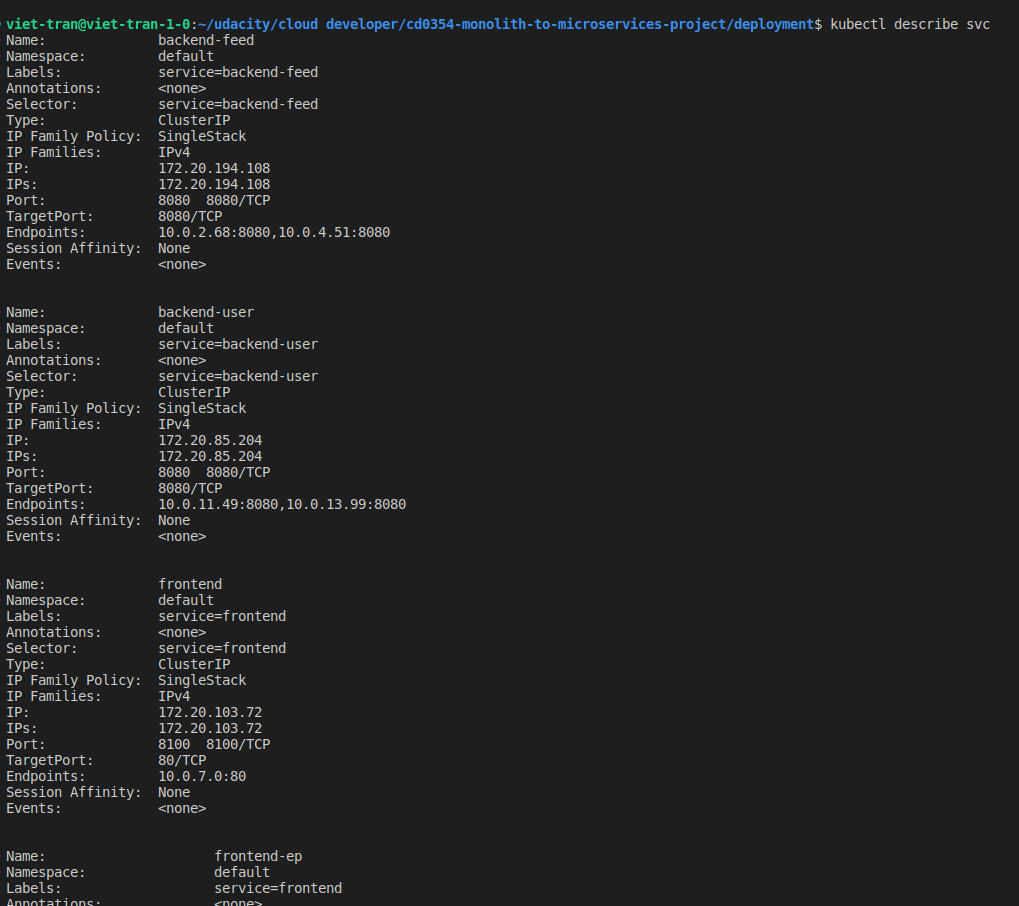 viet-tran@viet-tran-1-0:~/udacity/cloud developer/cd0354-monolith-to-microservices-project/deployment$ kubectl describe svc
Name:              backend-feed
Namespace:         default
Labels:            service=backend-feed
Annotations:       <none>
Selector:          service=backend-feed
Type:              ClusterIP
IP Family Policy:  SingleStack
IP Families:       IPv4
IP:                172.20.194.108
IPs:               172.20.194.108
Port:              8080  8080/TCP
TargetPort:        8080/TCP
Endpoints:         10.0.2.68:8080,10.0.4.51:8080
Session Affinity:  None
Events:            <none>

Name:              backend-user
Namespace:         default
Labels:            service=backend-user
Annotations:       <none>
Selector:          service=backend-user
Type:              ClusterIP
IP Family Policy:  SingleStack
IP Families:       IPv4
IP:                172.20.85.204
IPs:               172.20.85.204
Port:              8080  8080/TCP
TargetPort:        8080/TCP
Endpoints:         10.0.11.49:8080,10.0.13.99:8080
Session Affinity:  None
Events:            <none>

Name:              frontend
Namespace:         default
Labels:            service=frontend
Annotations:       <none>
Selector:          service=frontend
Type:              ClusterIP
IP Family Policy:  SingleStack
IP Families:       IPv4
IP:                172.20.103.72
IPs:               172.20.103.72
Port:              8100  8100/TCP
TargetPort:        80/TCP
Endpoints:         10.0.7.0:80
Session Affinity:  None
Events:            <none>

Name:                     frontend-ep
Namespace:                default
Labels:                   service=frontend
Annotations:              <none>